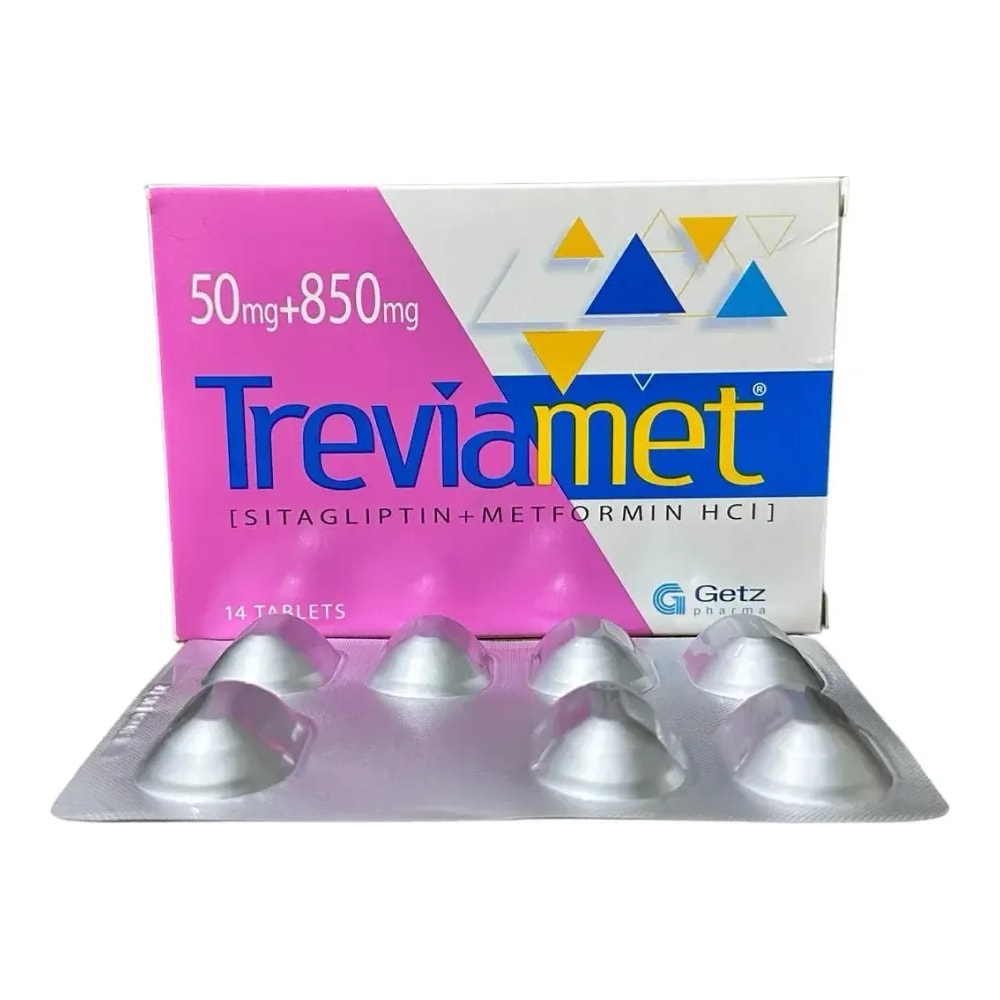 50mg+850mg
Treviamet®
[SITAGLIPTIN+METFORMIN HCl]
Getz
pharma
14 TABLETS